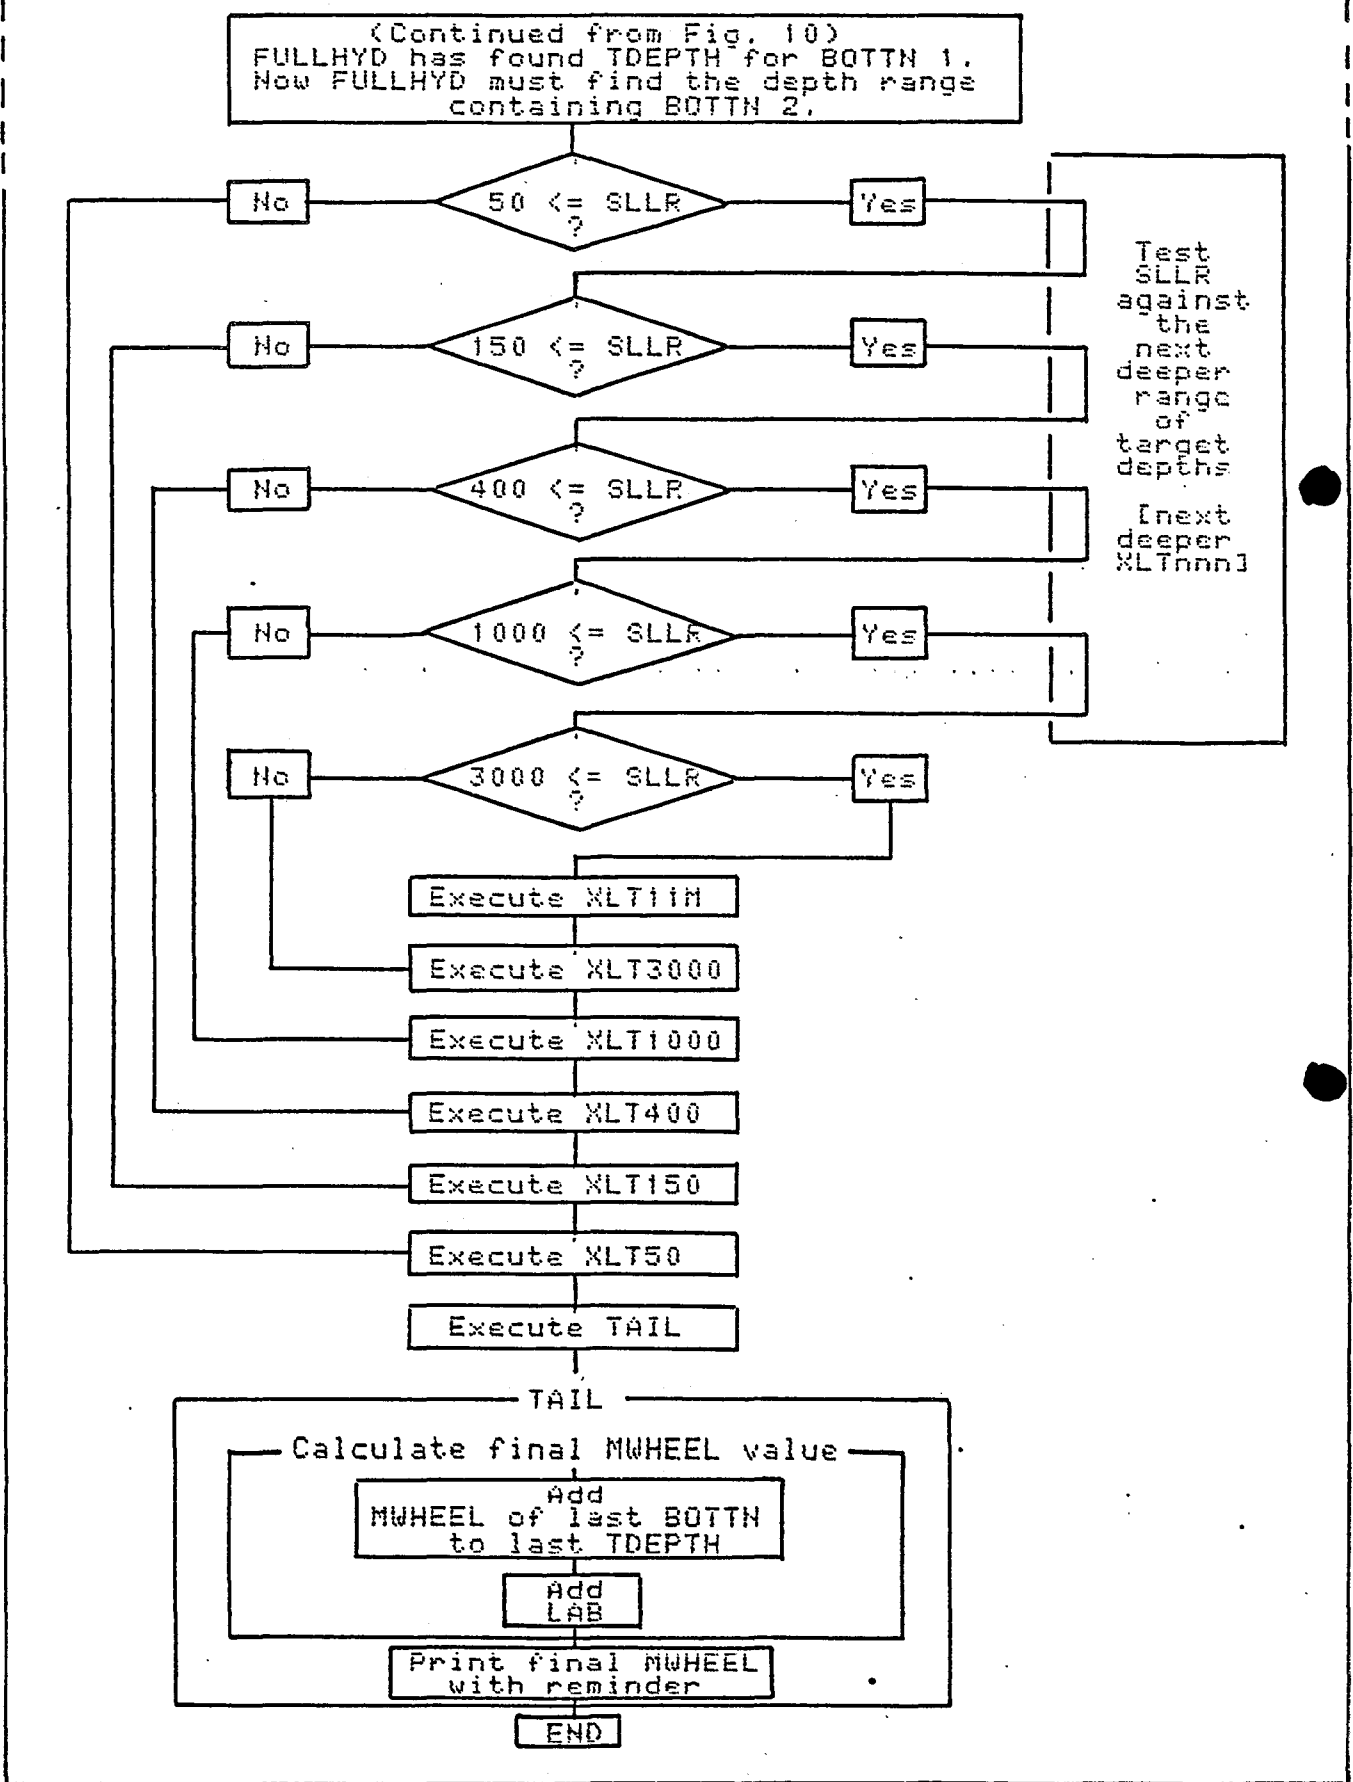 (Continued from Fig. 10)
FULLHYD has found TDEPTH for BOTTN 1.
Now FULLHYD must find the depth range
containing BOTTN 2.
No
50 <= SLLR
?
Yes
No
150 <= SLLR
?
Yes
No
400 <= SLLR
?
Yes
No
1000 <= SLLR
?
Yes
No
3000 <= SLLR
?
Yes
Test
SLLR
against
the
next
deeper
range
of
target
depths
[next
deeper
XLTnnn]
Execute XLT11M
Execute XLT3000
Execute XLT1000
Execute XLT400
Execute XLT150
Execute XLT50
Execute TAIL
TAIL
Calculate final MWHEEL value
Add
MWHEEL of last BOTTN
to last TDEPTH
Add
LAB
Print final MWHEEL
with reminder
END